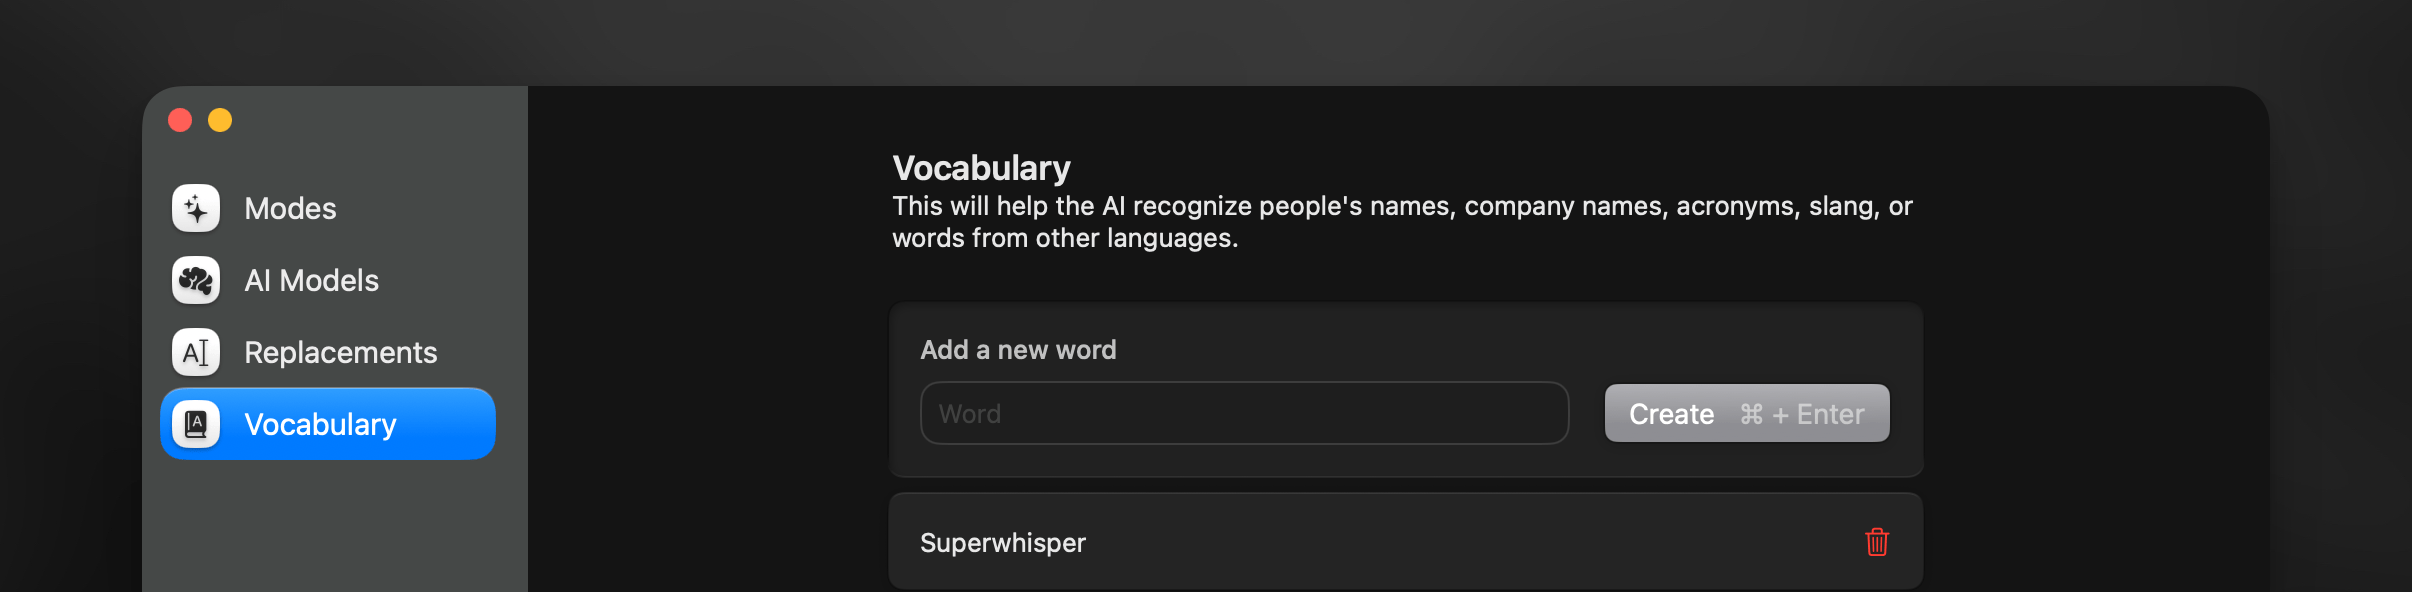 Modes
AI Models
Replacements
Vocabulary
Vocabulary
This will help the AI recognize people's names, company names, acronyms, slang, or
words from other languages.
Add a new word
Word
Create ⌘ + Enter
Superwhisper